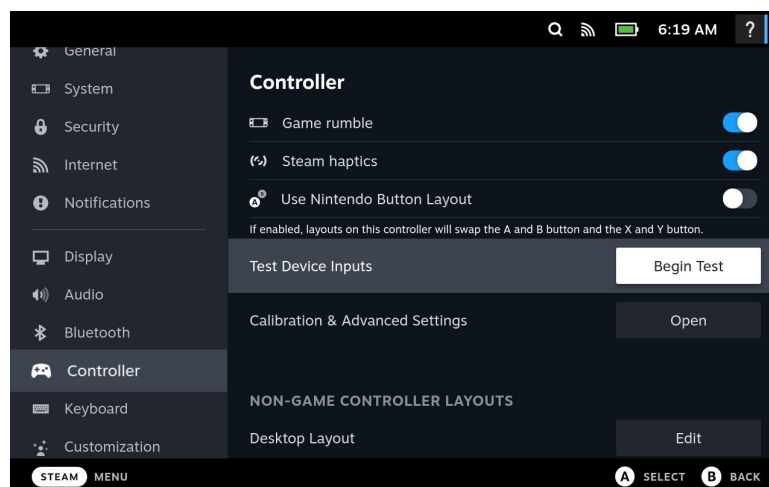 6:19 AM ?
General
System
Security
Internet
Notifications
Display
Audio
Bluetooth
Controller
Keyboard
Customization
Controller
Game rumble
Steam haptics
Use Nintendo Button Layout
If enabled, layouts on this controller will swap the A and B button and the X and Y button.
Test Device Inputs Begin Test
Calibration & Advanced Settings Open
NON-GAME CONTROLLER LAYOUTS
Desktop Layout Edit
STEAM MENU A SELECT B BACK